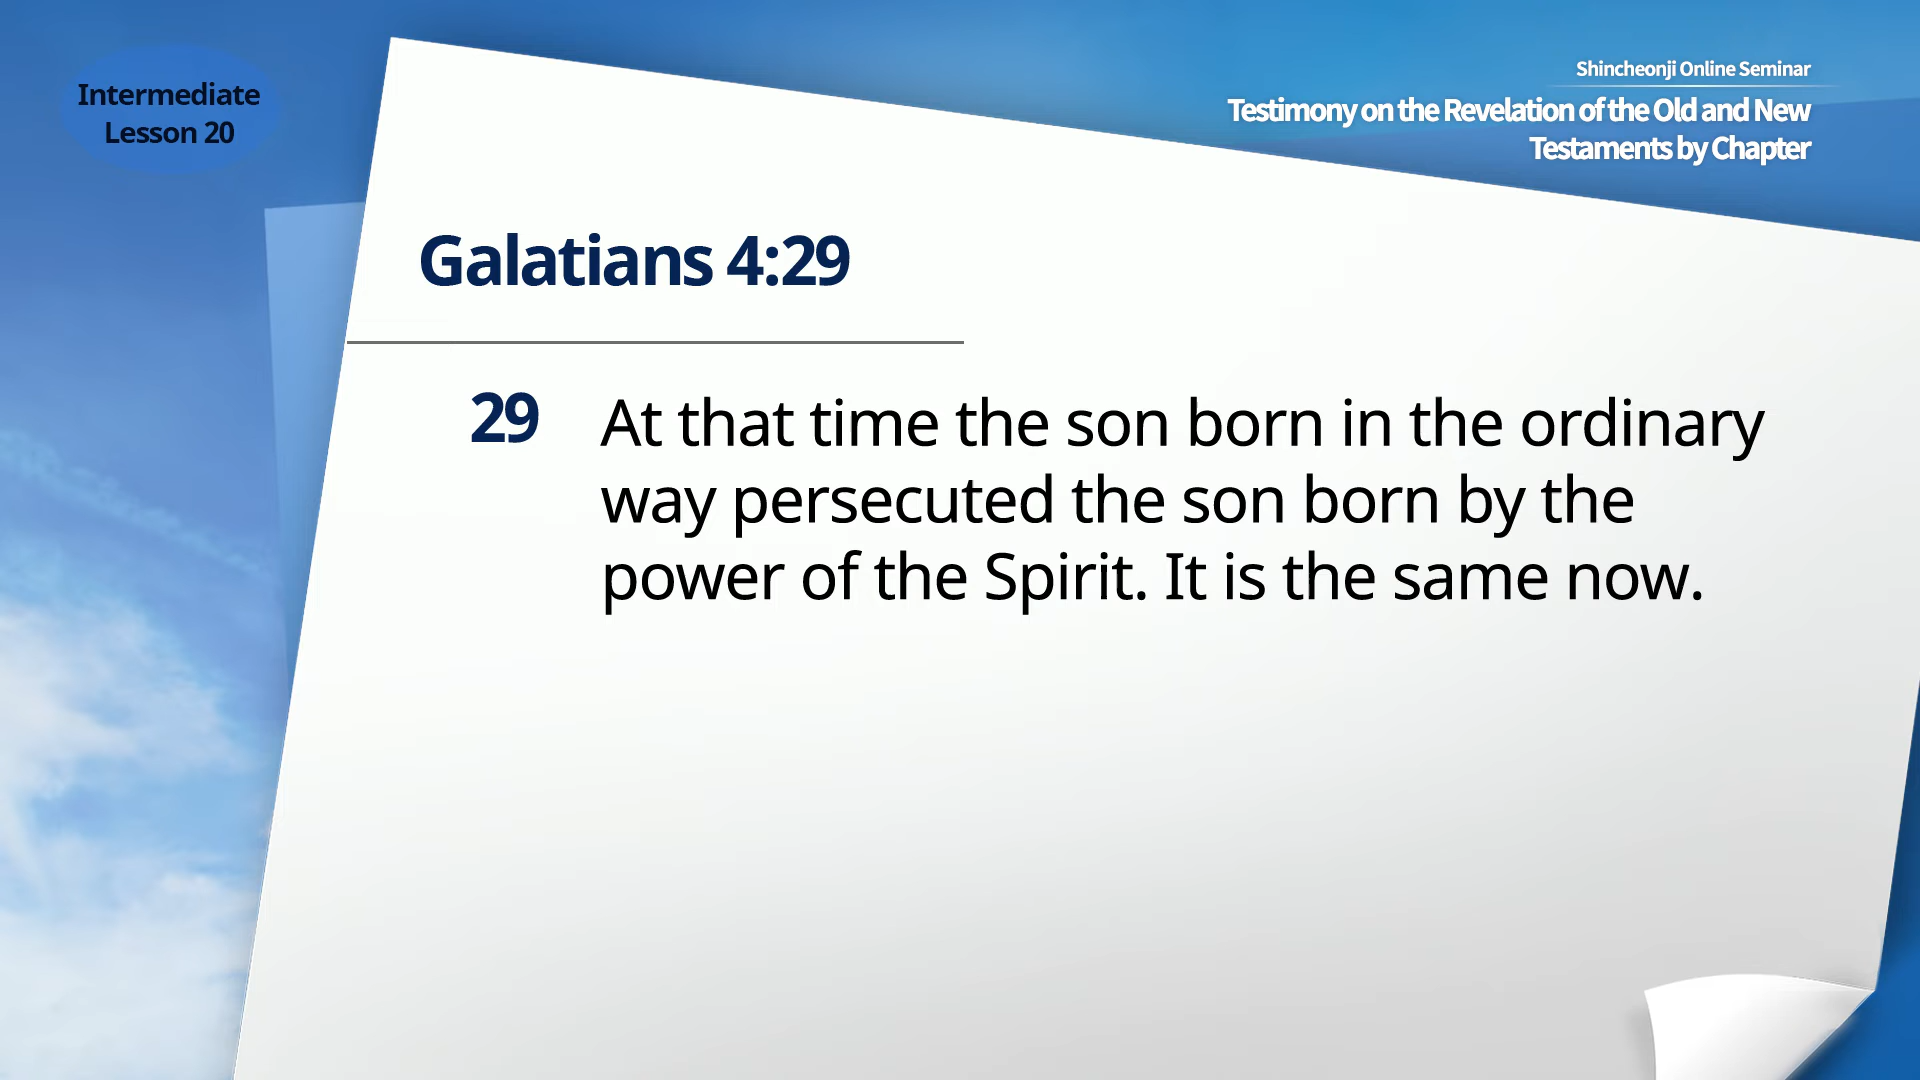 Intermediate
Lesson 20
Shincheonji Online Seminar
Testimony on the Revelation of the Old and New
Testaments by Chapter
Galatians 4:29
29 At that time the son born in the ordinary
way persecuted the son born by the
power of the Spirit. It is the same now.